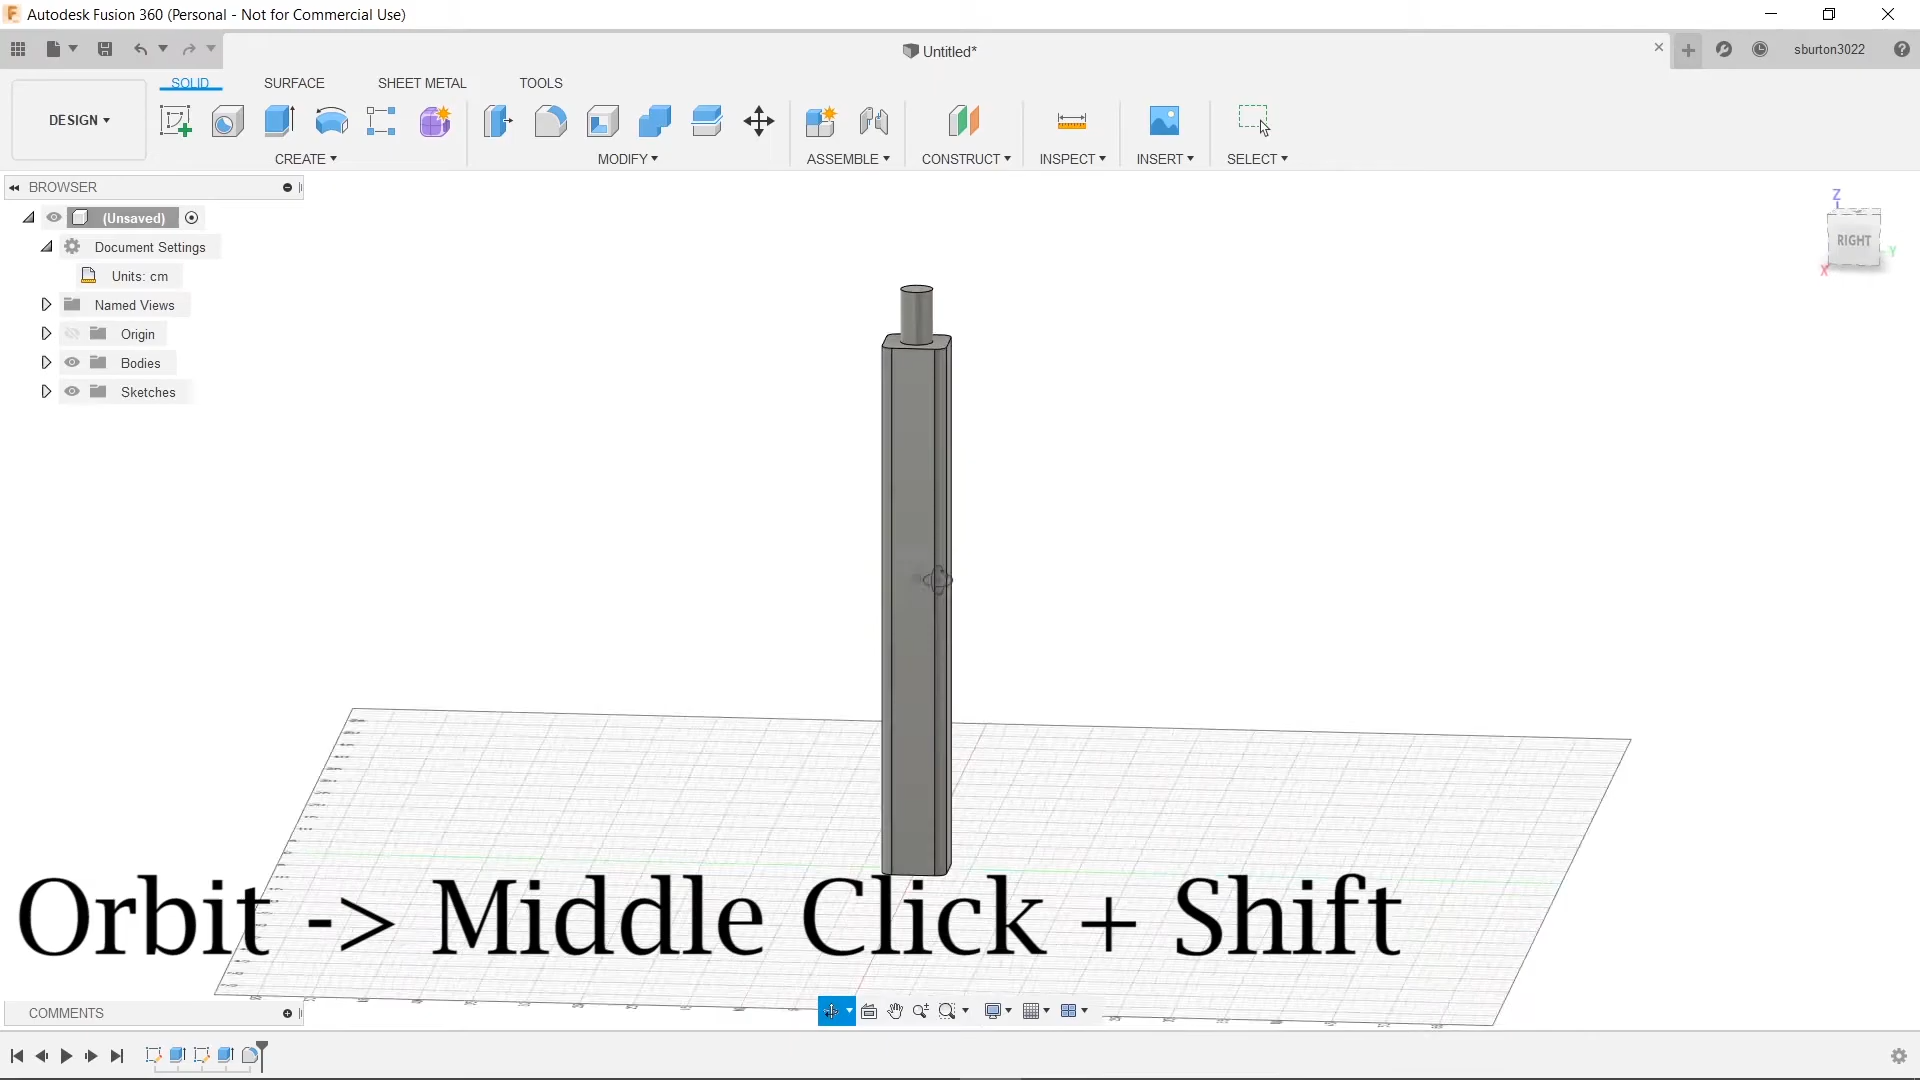 Autodesk Fusion 360 (Personal - Not for Commercial Use)
Untitled*
sburton3022
SOLID
SURFACE
SHEET METAL
TOOLS
DESIGN
CREATE
MODIFY
ASSEMBLE
CONSTRUCT
INSPECT
INSERT
SELECT
BROWSER
(Unsaved)
Document Settings
Units: cm
Named Views
Origin
Bodies
Sketches
Z
RIGHT
Y
X
Orbit -> Middle Click + Shift
COMMENTS